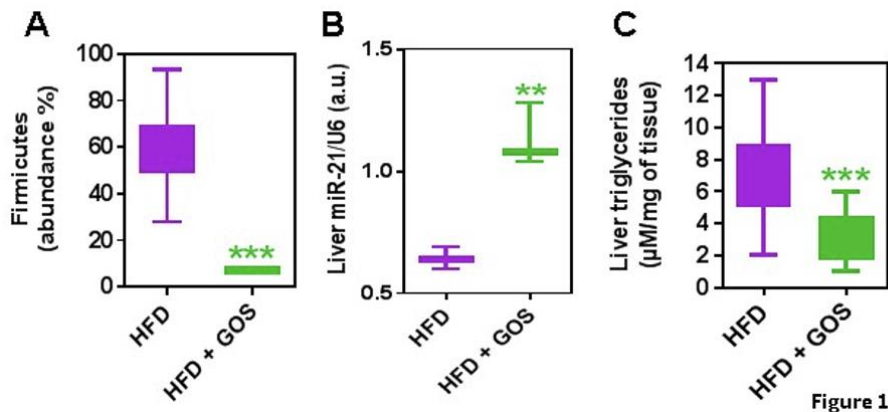 A
Firmicutes
(abundance %)
100
80
60
40
20
0
***
HFD
HFD + GOS
B
Liver miR-21/U6 (a.u.)
1.5
1.0
0.5
**
HFD
HFD + GOS
C
Liver triglycerides
(µM/mg of tissue)
14
12
10
8
6
4
2
0
***
HFD
HFD + GOS
Figure 1